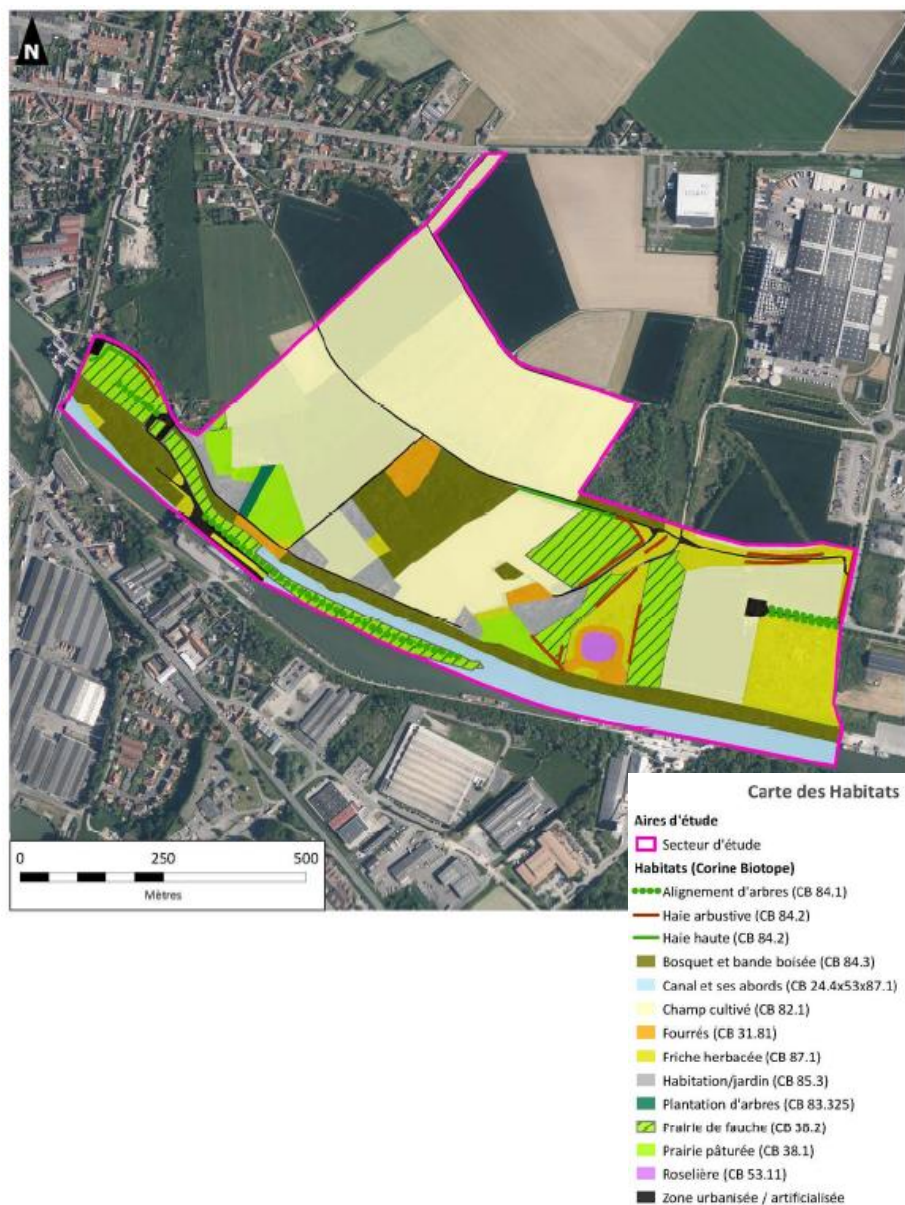 N
0 250 500
Mètres
Carte des Habitats
Aires d'étude
Secteur d'étude
Habitats (Corine Biotope)
Alignement d'arbres (CB 84.1)
Haie arbustive (CB 84.2)
Haie haute (CB 84.2)
Bosquet et bande boisée (CB 84.3)
Canal et ses abords (CB 24.4x53x87.1)
Champ cultivé (CB 82.1)
Fourrés (CB 31.81)
Friche herbacée (CB 87.1)
Habitation/jardin (CB 85.3)
Plantation d'arbres (CB 83.325)
Prairie de fauche (CB 38.2)
Prairie pâturée (CB 38.1)
Roselière (CB 53.11)
Zone urbanisée / artificialisée